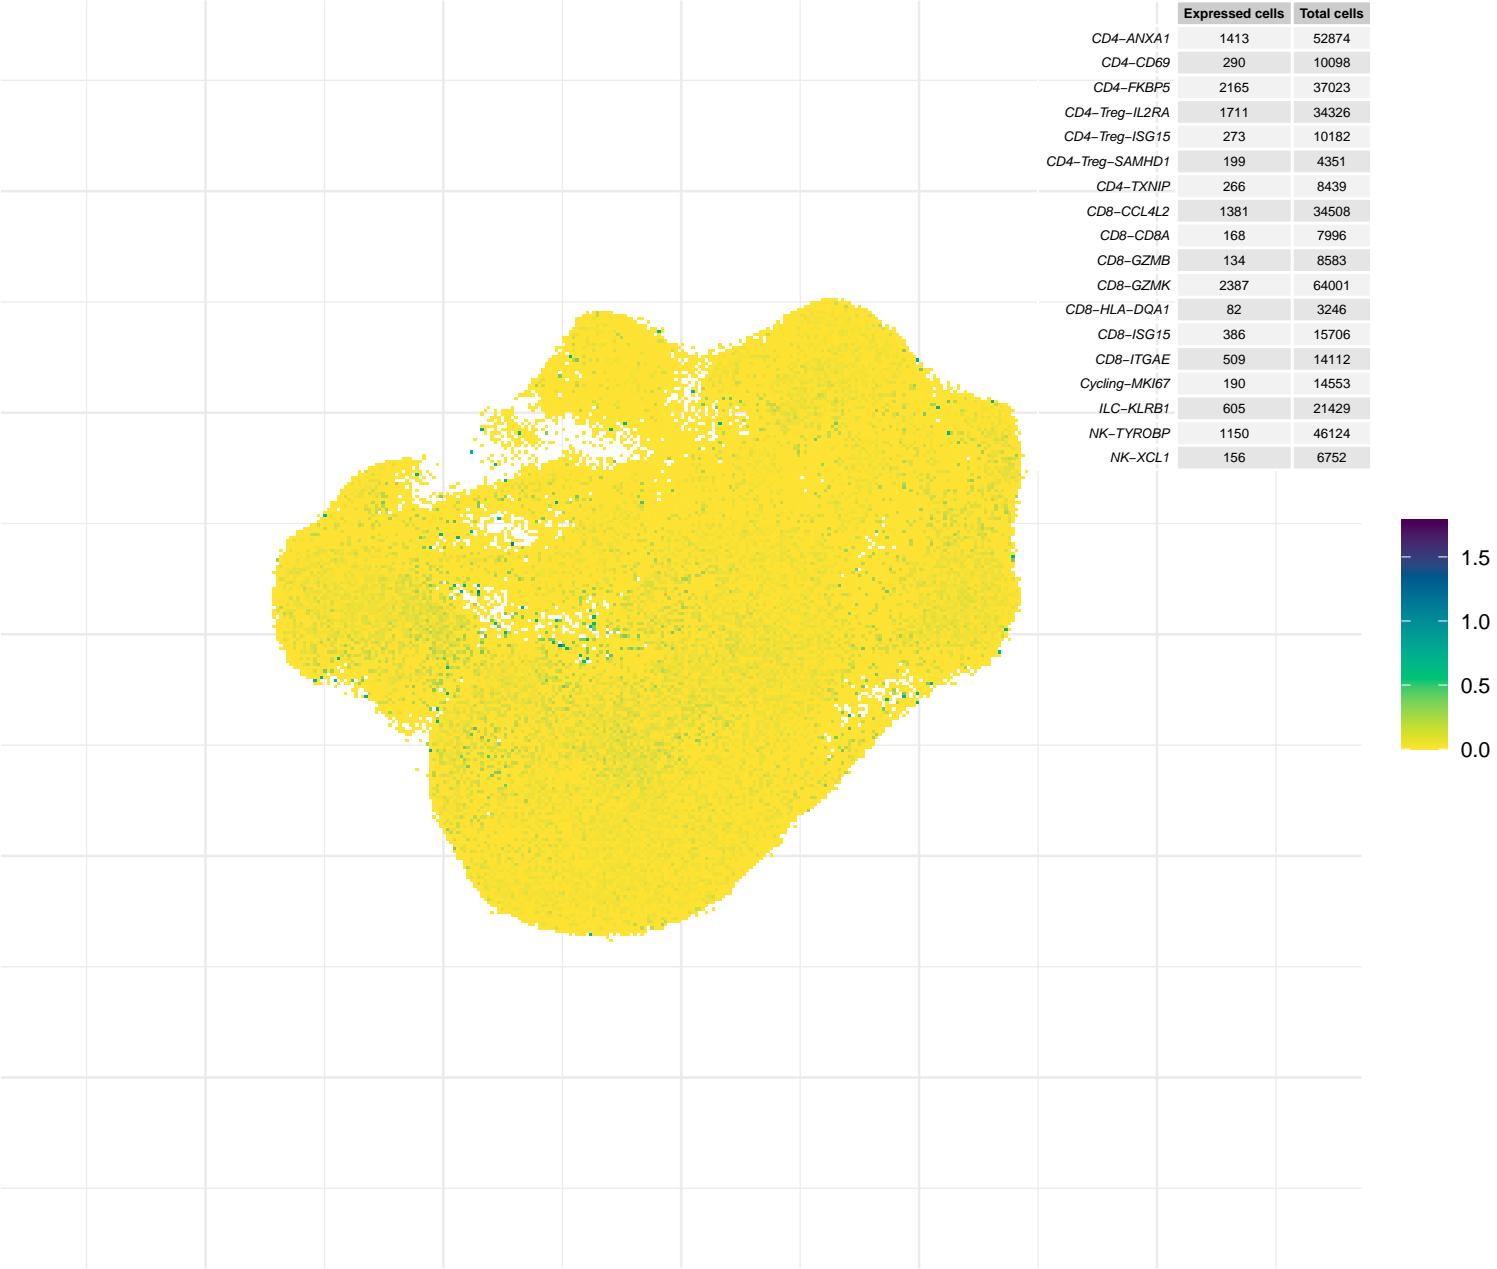 Expressed cells Total cells
CD4−ANXA1 1413 52874
CD4−CD69 290 10098
CD4−FKBP5 2165 37023
CD4−Treg−IL2RA 1711 34326
CD4−Treg−ISG15 273 10182
CD4−Treg−SAMHD1 199 4351
CD4−TXNIP 266 8439
CD8−CCL4L2 1381 34508
CD8−CD8A 168 7996
CD8−GZMB 134 8583
CD8−GZMK 2387 64001
CD8−HLA−DQA1 82 3246
CD8−ISG15 386 15706
CD8−ITGAE 509 14112
Cycling−MKI67 190 14553
ILC−KLRB1 605 21429
NK−TYROBP 1150 46124
NK−XCL1 156 6752
1.5
1.0
0.5
0.0